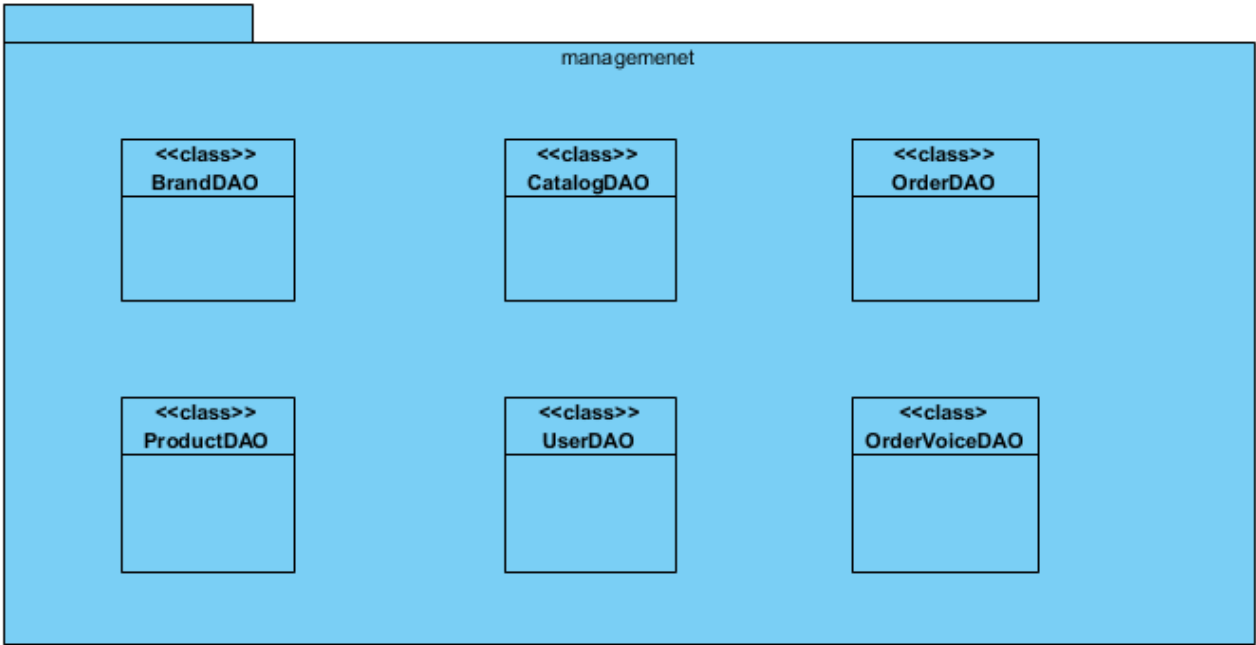 managemenet
<<class>>
BrandDAO
<<class>>
CatalogDAO
<<class>>
OrderDAO
<<class>>
ProductDAO
<<class>>
UserDAO
<<class>
OrderVoiceDAO